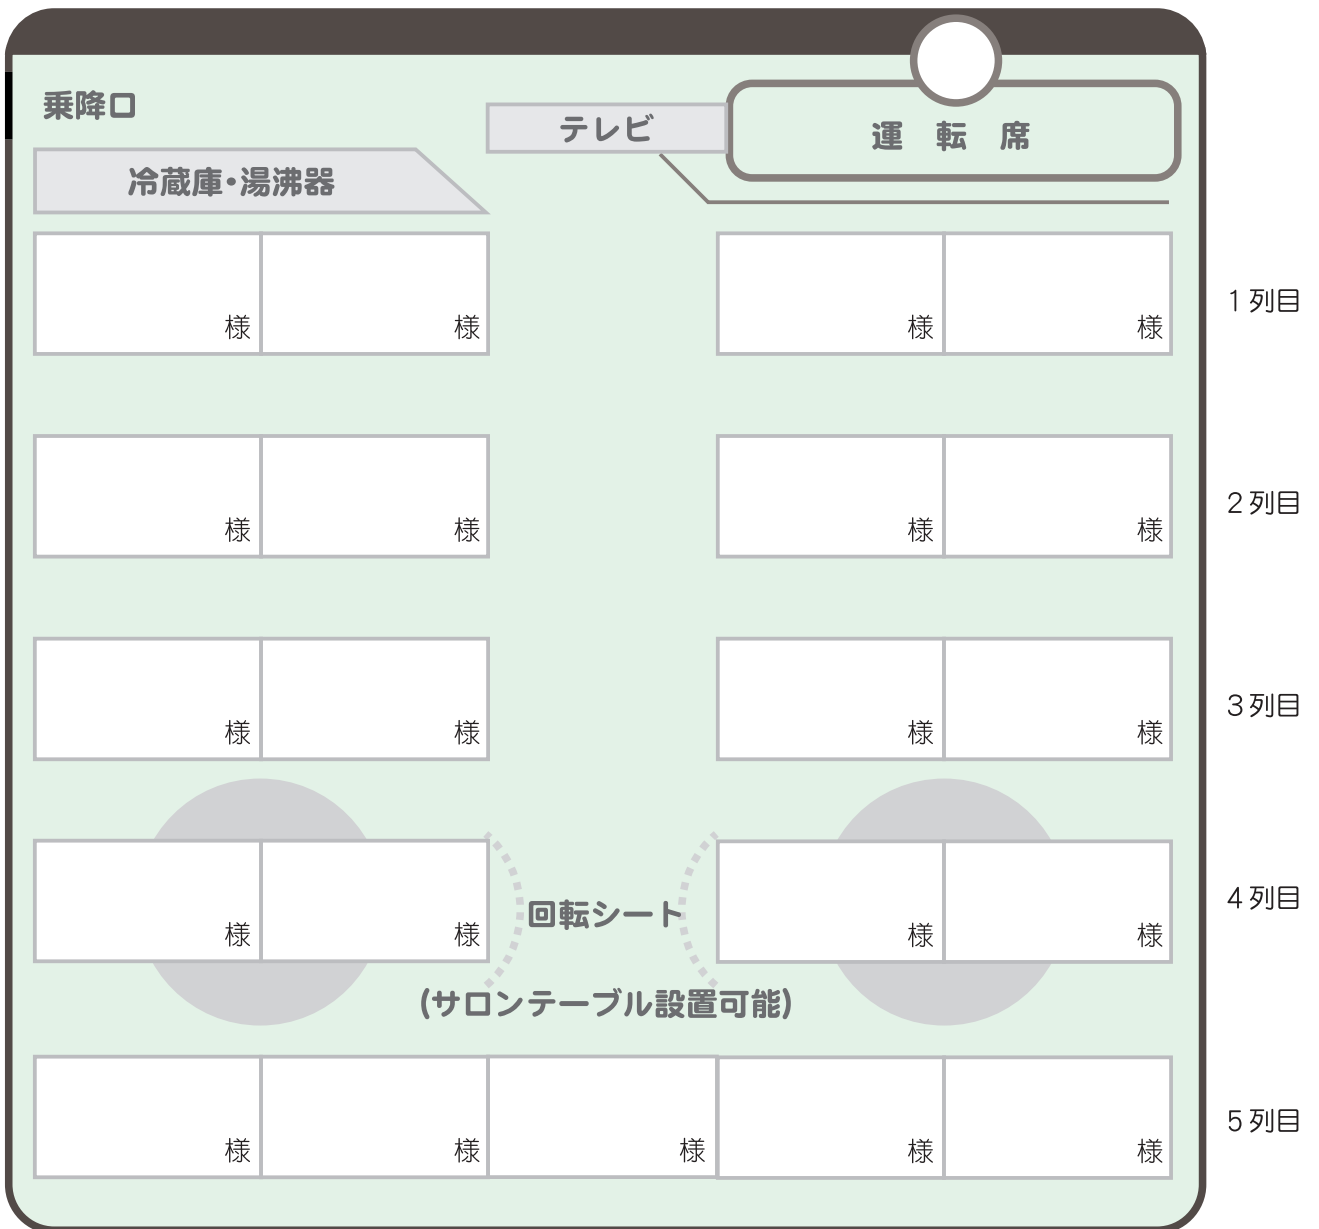 乗降口
テレビ
運 転 席
冷蔵庫・湯沸器
様 様 様 様 1列目
様 様 様 様 2列目
様 様 様 様 3列目
様 様 様 様 4列目
回転シート
(サロンテーブル設置可能)
様 様 様 様 様 5列目